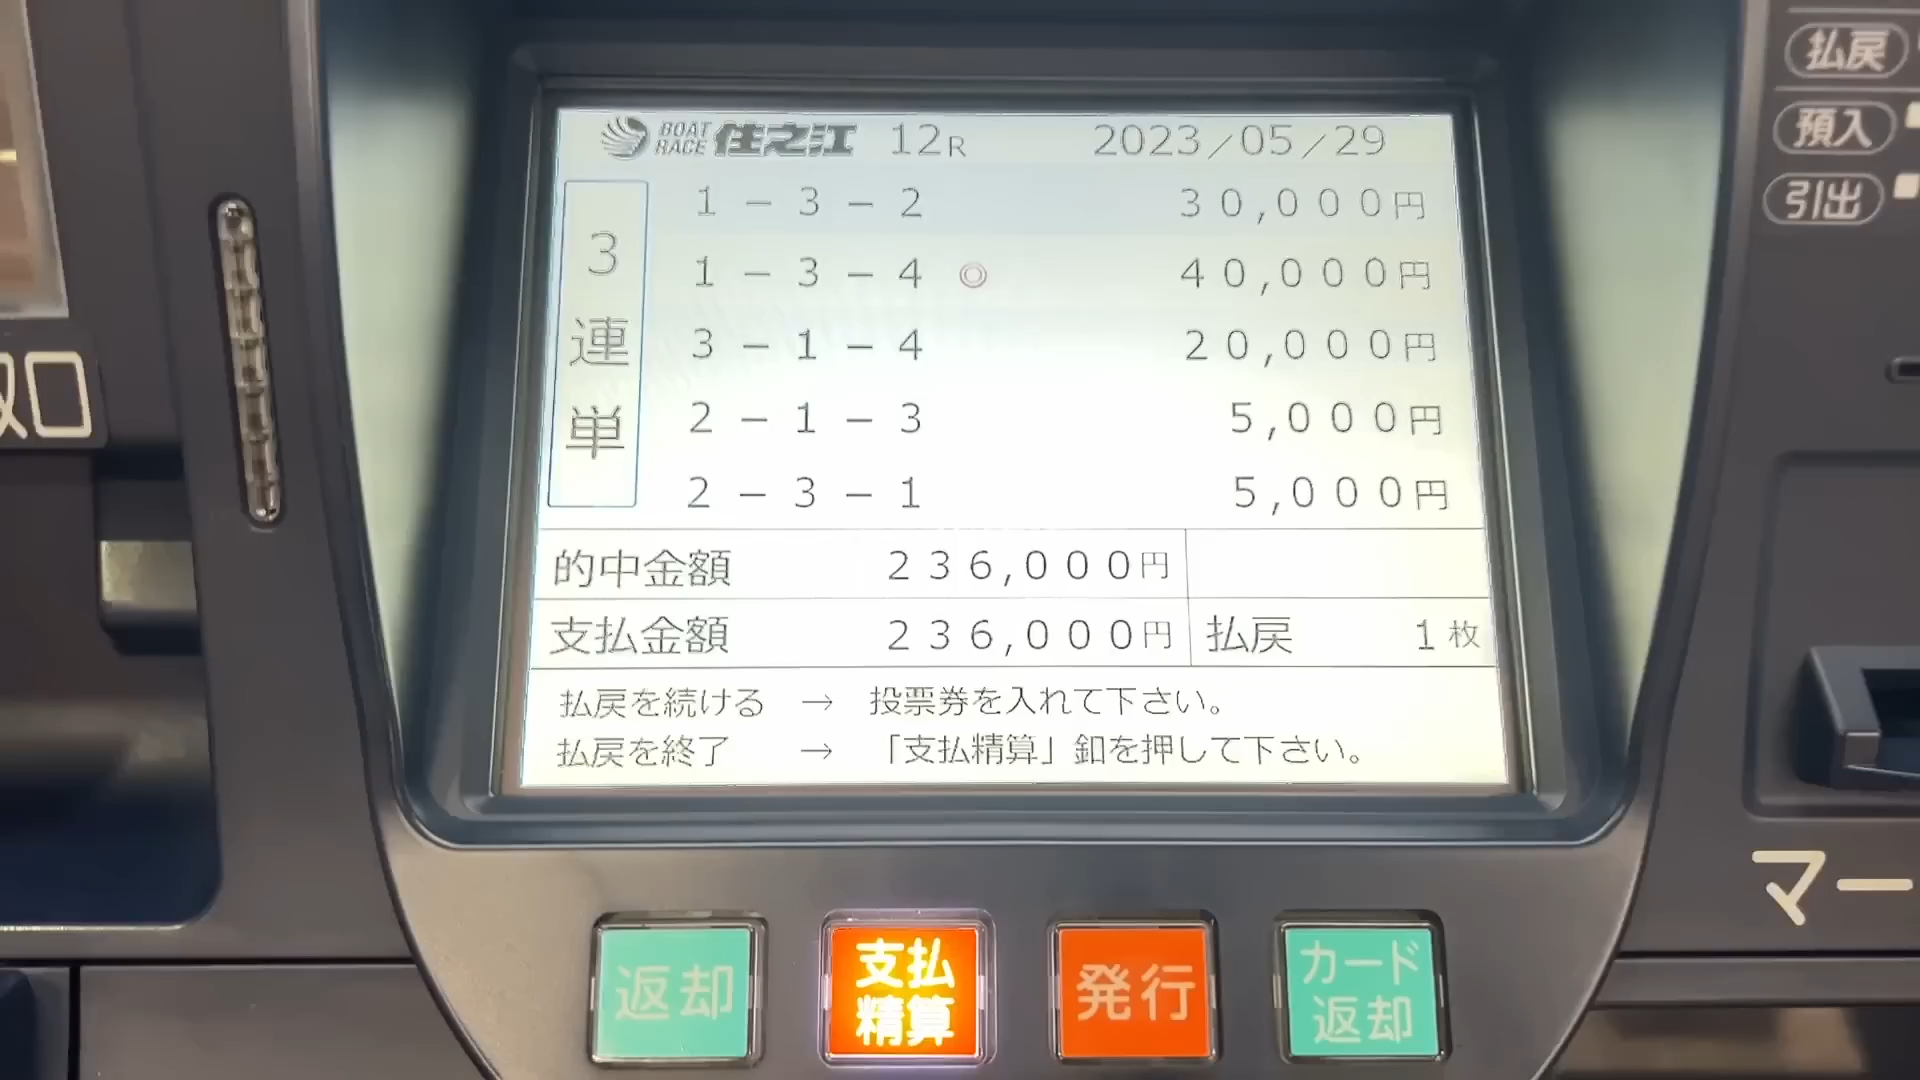 BOAT RACE 住之江 12R 2023/05/29
3連単
1-3-2 30,000円
1-3-4 ◎ 40,000円
3-1-4 20,000円
2-1-3 5,000円
2-3-1 5,000円
的中金額 236,000円
支払金額 236,000円 払戻 1枚
払戻を続ける → 投票券を入れて下さい。
払戻を終了 → 「支払精算」釦を押して下さい。
返却
支払精算
発行
カード返却
払戻
預入
引出
口
マー